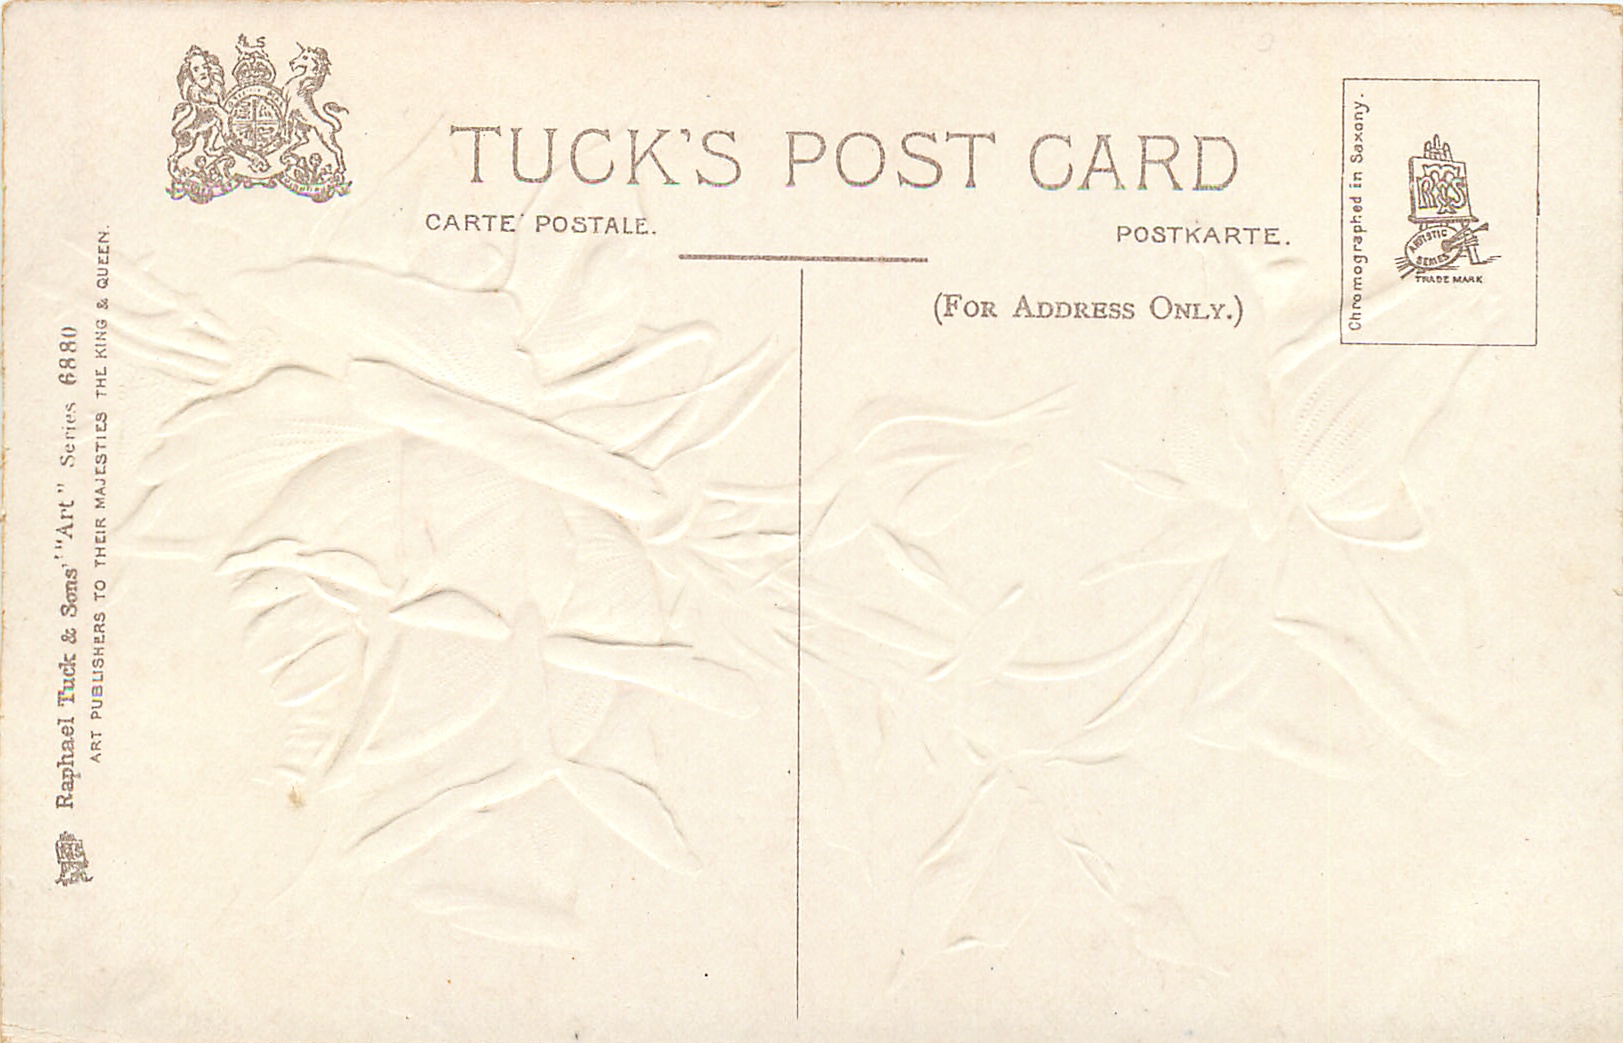 TUCK'S POST CARD
CARTE POSTALE.
POSTKARTE.
(FOR ADDRESS ONLY.)
Chromographed in Saxony.
RTS
ARTISTIC
SERIES
TRADE MARK
Raphael Tuck & Sons' "Art" Series 6880
ART PUBLISHERS TO THEIR MAJESTIES THE KING & QUEEN.